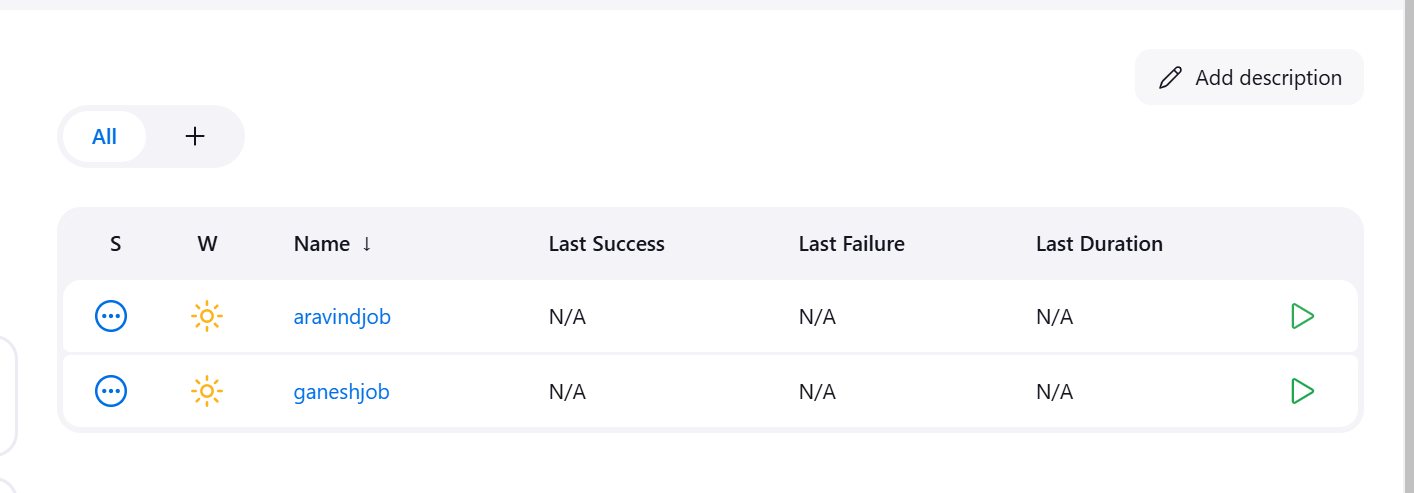 Add description
All +
S W Name ↓ Last Success Last Failure Last Duration
aravindjob N/A N/A N/A
ganeshjob N/A N/A N/A